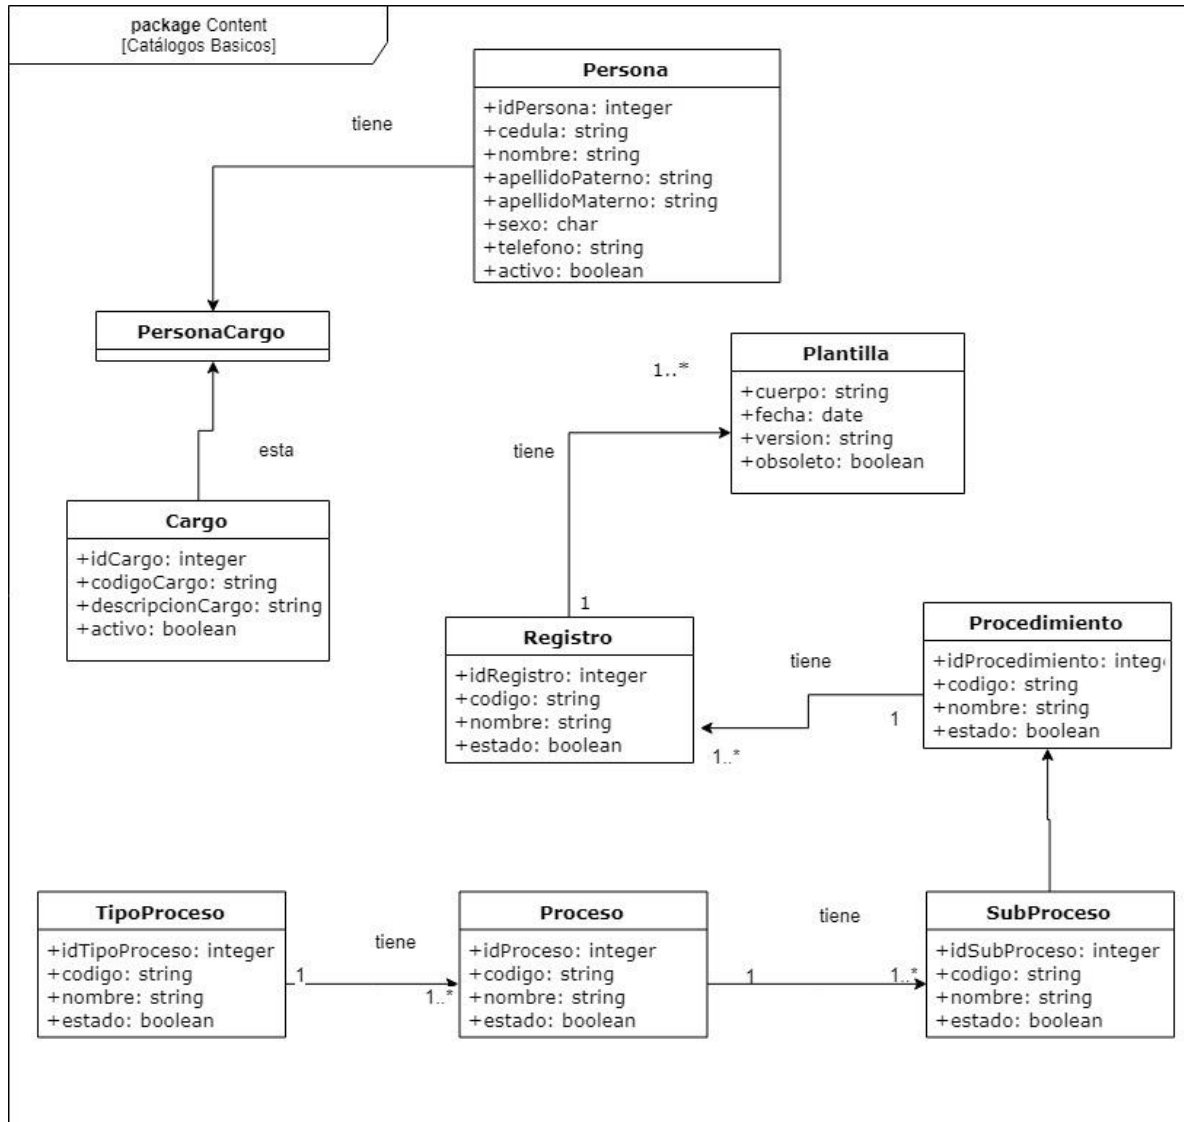 package Content
[Catálogos Basicos]
Persona
+idPersona: integer
+cedula: string
+nombre: string
+apellidoPaterno: string
+apellidoMaterno: string
+sexo: char
+telefono: string
+activo: boolean
tiene
PersonaCargo
esta
Cargo
+idCargo: integer
+codigoCargo: string
+descripcionCargo: string
+activo: boolean
Plantilla
+cuerpo: string
+fecha: date
+version: string
+obsoleto: boolean
1..*
tiene
1
Registro
+idRegistro: integer
+codigo: string
+nombre: string
+estado: boolean
tiene
1
1..*
Procedimiento
+idProcedimiento: integ
+codigo: string
+nombre: string
+estado: boolean
TipoProceso
+idTipoProceso: integer
+codigo: string
+nombre: string
+estado: boolean
tiene
1
1..*
Proceso
+idProceso: integer
+codigo: string
+nombre: string
+estado: boolean
tiene
1
1..*
SubProceso
+idSubProceso: integer
+codigo: string
+nombre: string
+estado: boolean